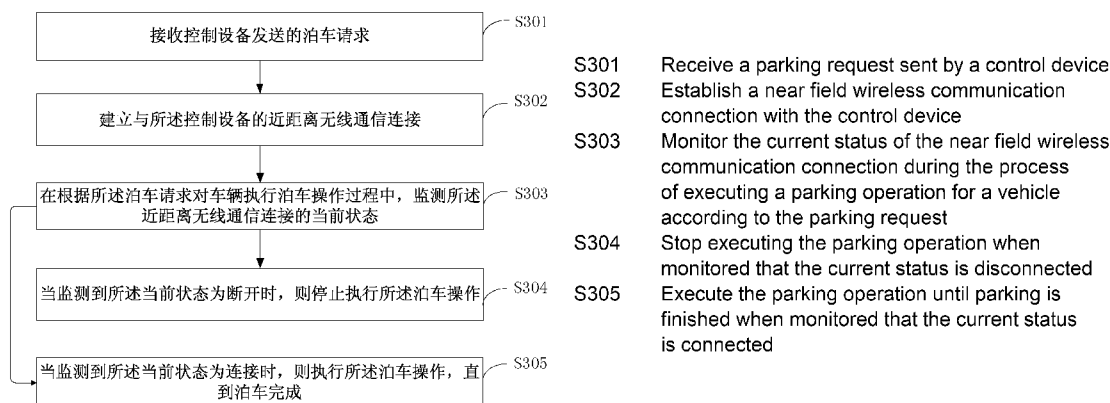 接收控制设备发送的泊车请求
S301
建立与所述控制设备的近距离无线通信连接
S302
在根据所述泊车请求对车辆执行泊车操作过程中，监测所述
近距离无线通信连接的当前状态
S303
当监测到所述当前状态为断开时，则停止执行所述泊车操作
S304
当监测到所述当前状态为连接时，则执行所述泊车操作，直
到泊车完成
S305
S301 Receive a parking request sent by a control device
S302 Establish a near field wireless communication
connection with the control device
S303 Monitor the current status of the near field wireless
communication connection during the process
of executing a parking operation for a vehicle
according to the parking request
S304 Stop executing the parking operation when
monitored that the current status is disconnected
S305 Execute the parking operation until parking is
finished when monitored that the current status
is connected